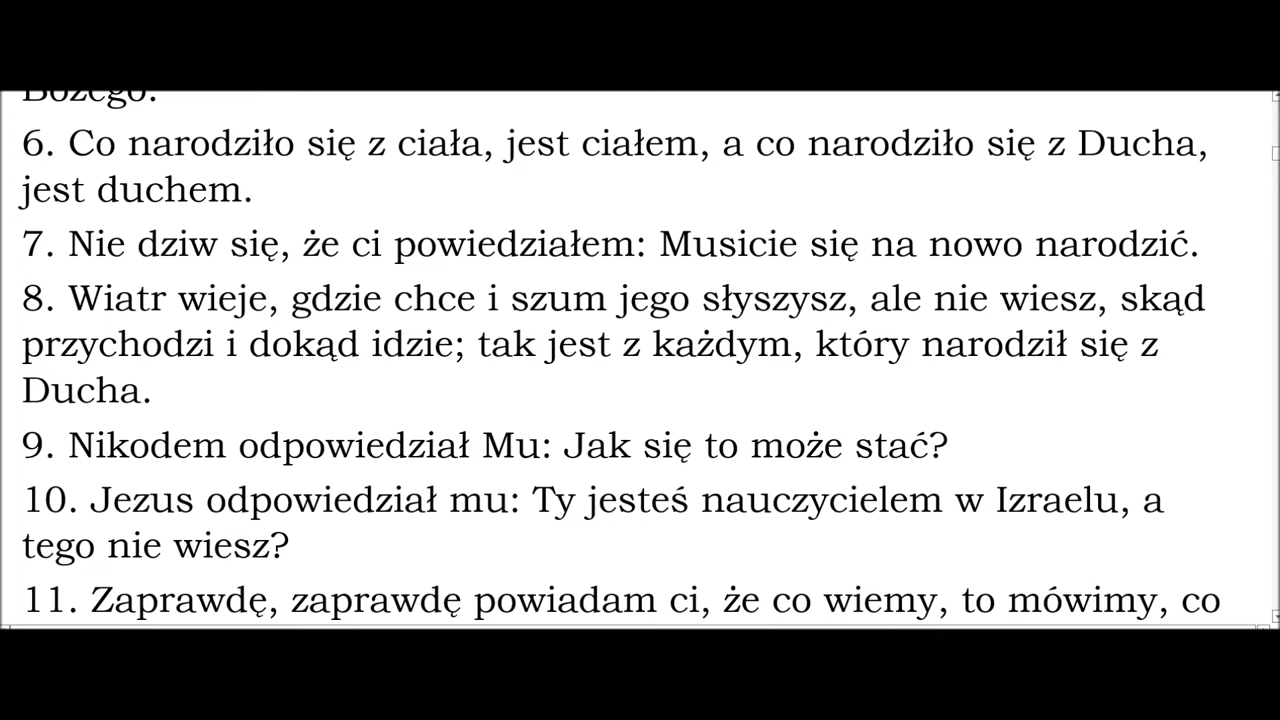 Bożego.
6. Co narodziło się z ciała, jest ciałem, a co narodziło się z Ducha,
jest duchem.
7. Nie dziw się, że ci powiedziałem: Musicie się na nowo narodzić.
8. Wiatr wieje, gdzie chce i szum jego słyszysz, ale nie wiesz, skąd
przychodzi i dokąd idzie; tak jest z każdym, który narodził się z
Ducha.
9. Nikodem odpowiedział Mu: Jak się to może stać?
10. Jezus odpowiedział mu: Ty jesteś nauczycielem w Izraelu, a
tego nie wiesz?
11. Zaprawdę, zaprawdę powiadam ci, że co wiemy, to mówimy, co